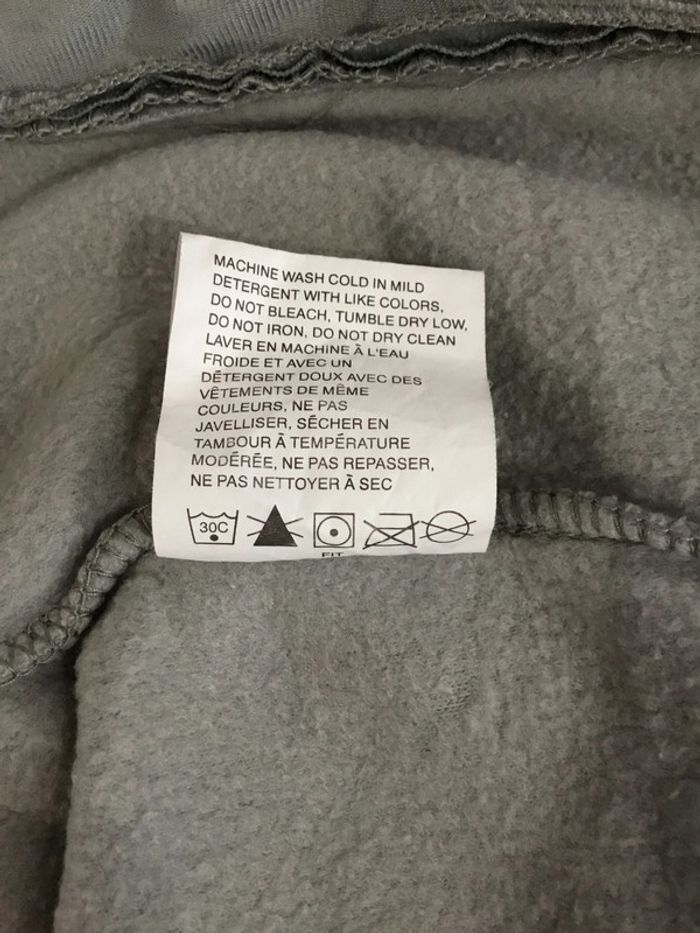 MACHINE WASH COLD IN MILD
DETERGENT WITH LIKE COLORS,
DO NOT BLEACH, TUMBLE DRY LOW,
DO NOT IRON, DO NOT DRY CLEAN
LAVER EN MACHINE À L'EAU
FROIDE ET AVEC UN
DÉTERGENT DOUX AVEC DES
VÊTEMENTS DE MÊME
COULEURS, NE PAS
JAVELLISER, SÉCHER EN
TAMBOUR À TEMPÉRATURE
MODÉRÉE, NE PAS REPASSER,
NE PAS NETTOYER À SEC
30C